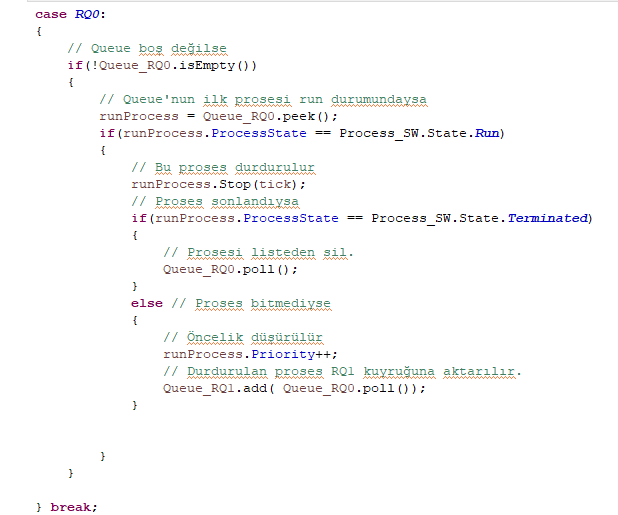 case RQ0:
{
// Queue boş değilse
if(!Queue_RQ0.isEmpty())
{
// Queue'nun ilk prosesi run durumundaysa
runProcess = Queue_RQ0.peek();
if(runProcess.ProcessState == Process_SW.State.Run)
{
// Bu proses durdurulur
runProcess.Stop(tick);
// Proses sonlandıysa
if(runProcess.ProcessState == Process_SW.State.Terminated)
{
// Prosesi listeden sil.
Queue_RQ0.poll();
}
else // Proses bitmediyse
{
// Öncelik düşürülür
runProcess.Priority++;
// Durdurulan proses RQ1 kuyruğuna aktarılır.
Queue_RQ1.add( Queue_RQ0.poll());
}
}
}
} break;